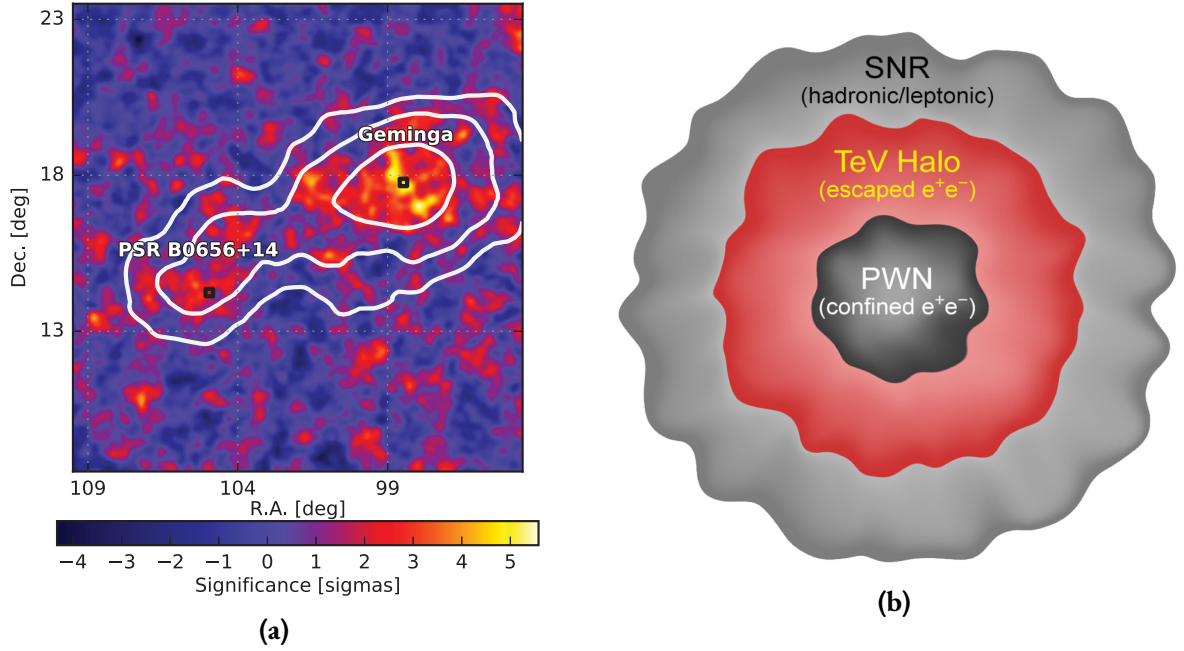 23
18
13
Dec. [deg]
Geminga
PSR B0656+14
109 104 99
R.A. [deg]
−4 −3 −2 −1 0 1 2 3 4 5
Significance [sigmas]
(a)
SNR
(hadronic/leptonic)
TeV Halo
(escaped e⁺e⁻)
PWN
(confined e⁺e⁻)
(b)